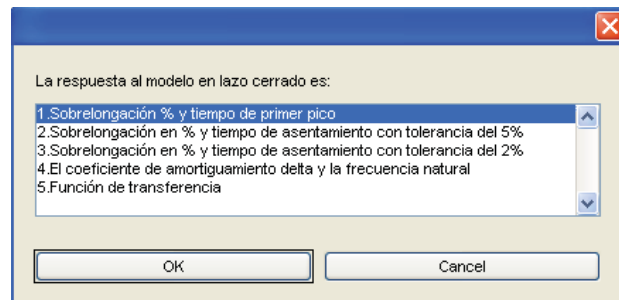 La respuesta al modelo en lazo cerrado es:
1.Sobrelongación % y tiempo de primer pico
2.Sobrelongación en % y tiempo de asentamiento con tolerancia del 5%
3.Sobrelongación en % y tiempo de asentamiento con tolerancia del 2%
4.El coeficiente de amortiguamiento delta y la frecuencia natural
5.Función de transferencia
OK
Cancel